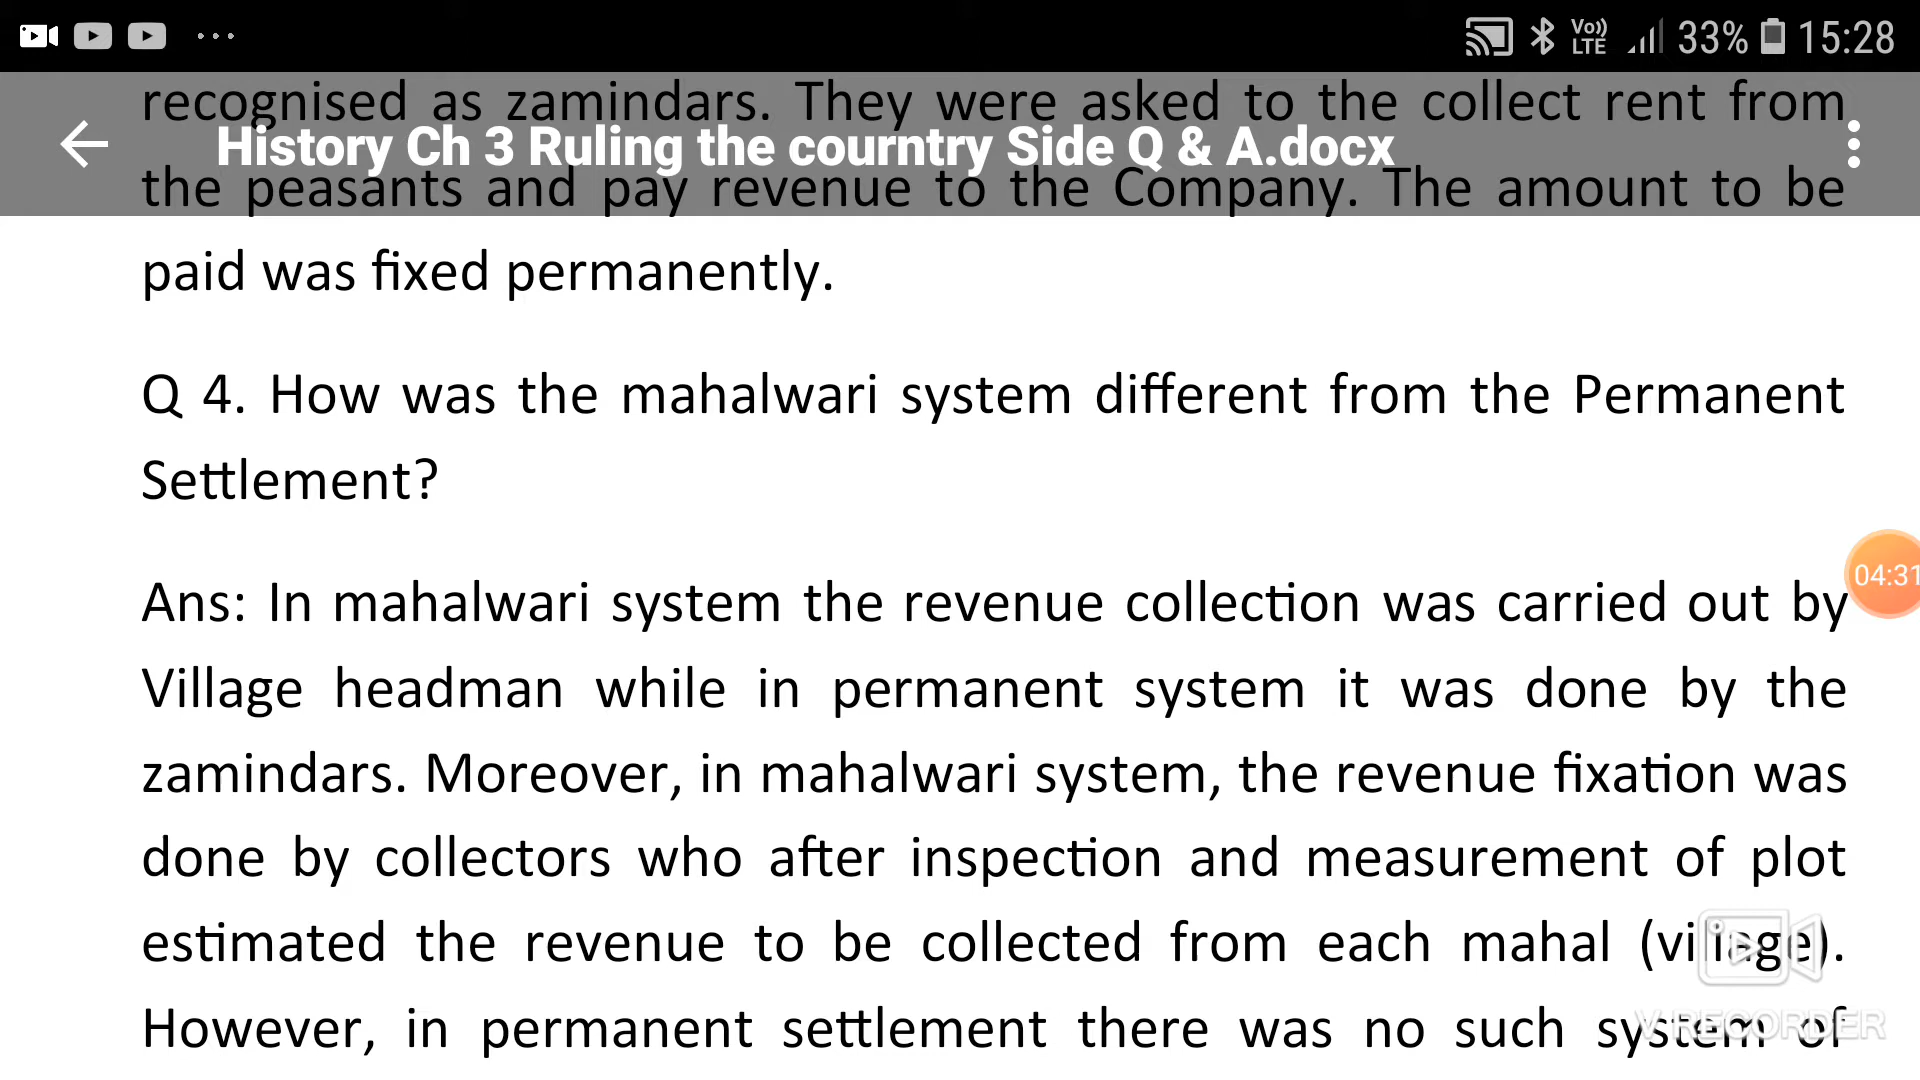 Vo)) LTE 33% 15:28
recognised as zamindars. They were asked to the collect rent from
History Ch 3 Ruling the courntry Side Q & A.docx
the peasants and pay revenue to the Company. The amount to be
paid was fixed permanently.
Q 4. How was the mahalwari system different from the Permanent
Settlement?
Ans: In mahalwari system the revenue collection was carried out by
04:31
Village headman while in permanent system it was done by the
zamindars. Moreover, in mahalwari system, the revenue fixation was
done by collectors who after inspection and measurement of plot
estimated the revenue to be collected from each mahal (village).
However, in permanent settlement there was no such system of
V RECORDER